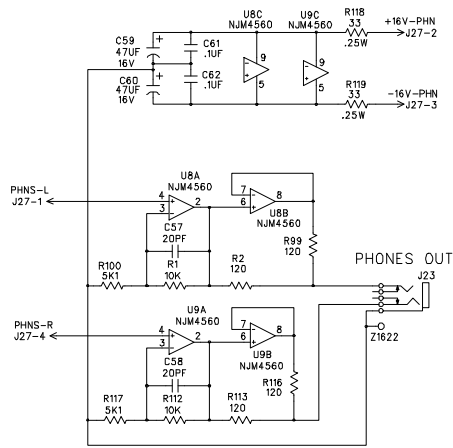 U8C
NJM4560
U9C
NJM4560
R118
33
.25W
+16V-PHN
J27-2
C59
47UF
16V
C61
.1UF
+
+
9
5
9
5
C60
47UF
16V
C62
.1UF
R119
33
.25W
-16V-PHN
J27-3
PHNS-L
J27-1
U8A
NJM4560
4
3
2
7
6
8
U8B
NJM4560
C57
20PF
R100
5K1
R1
10K
R2
120
R99
120
PHONES OUT
J23
Z1622
PHNS-R
J27-4
U9A
NJM4560
4
3
2
7
6
8
U9B
NJM4560
C58
20PF
R117
5K1
R112
10K
R113
120
R116
120